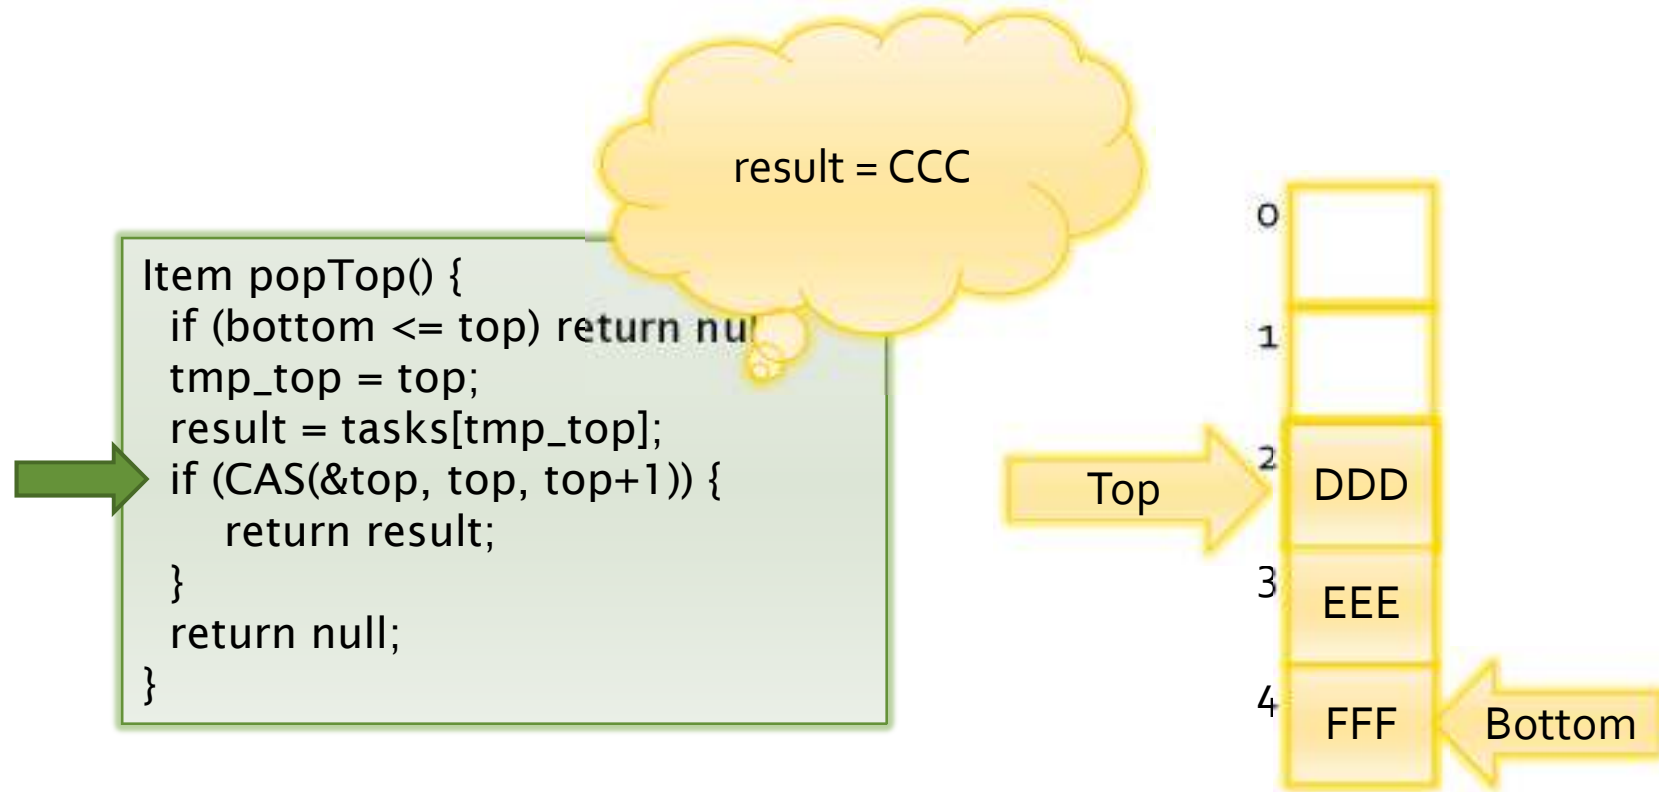 result = CCC
Item popTop() {
if (bottom <= top) return nul
tmp_top = top;
result = tasks[tmp_top];
if (CAS(&top, top, top+1)) {
return result;
}
return null;
}
0
1
Top
2
DDD
3
EEE
4
FFF
Bottom